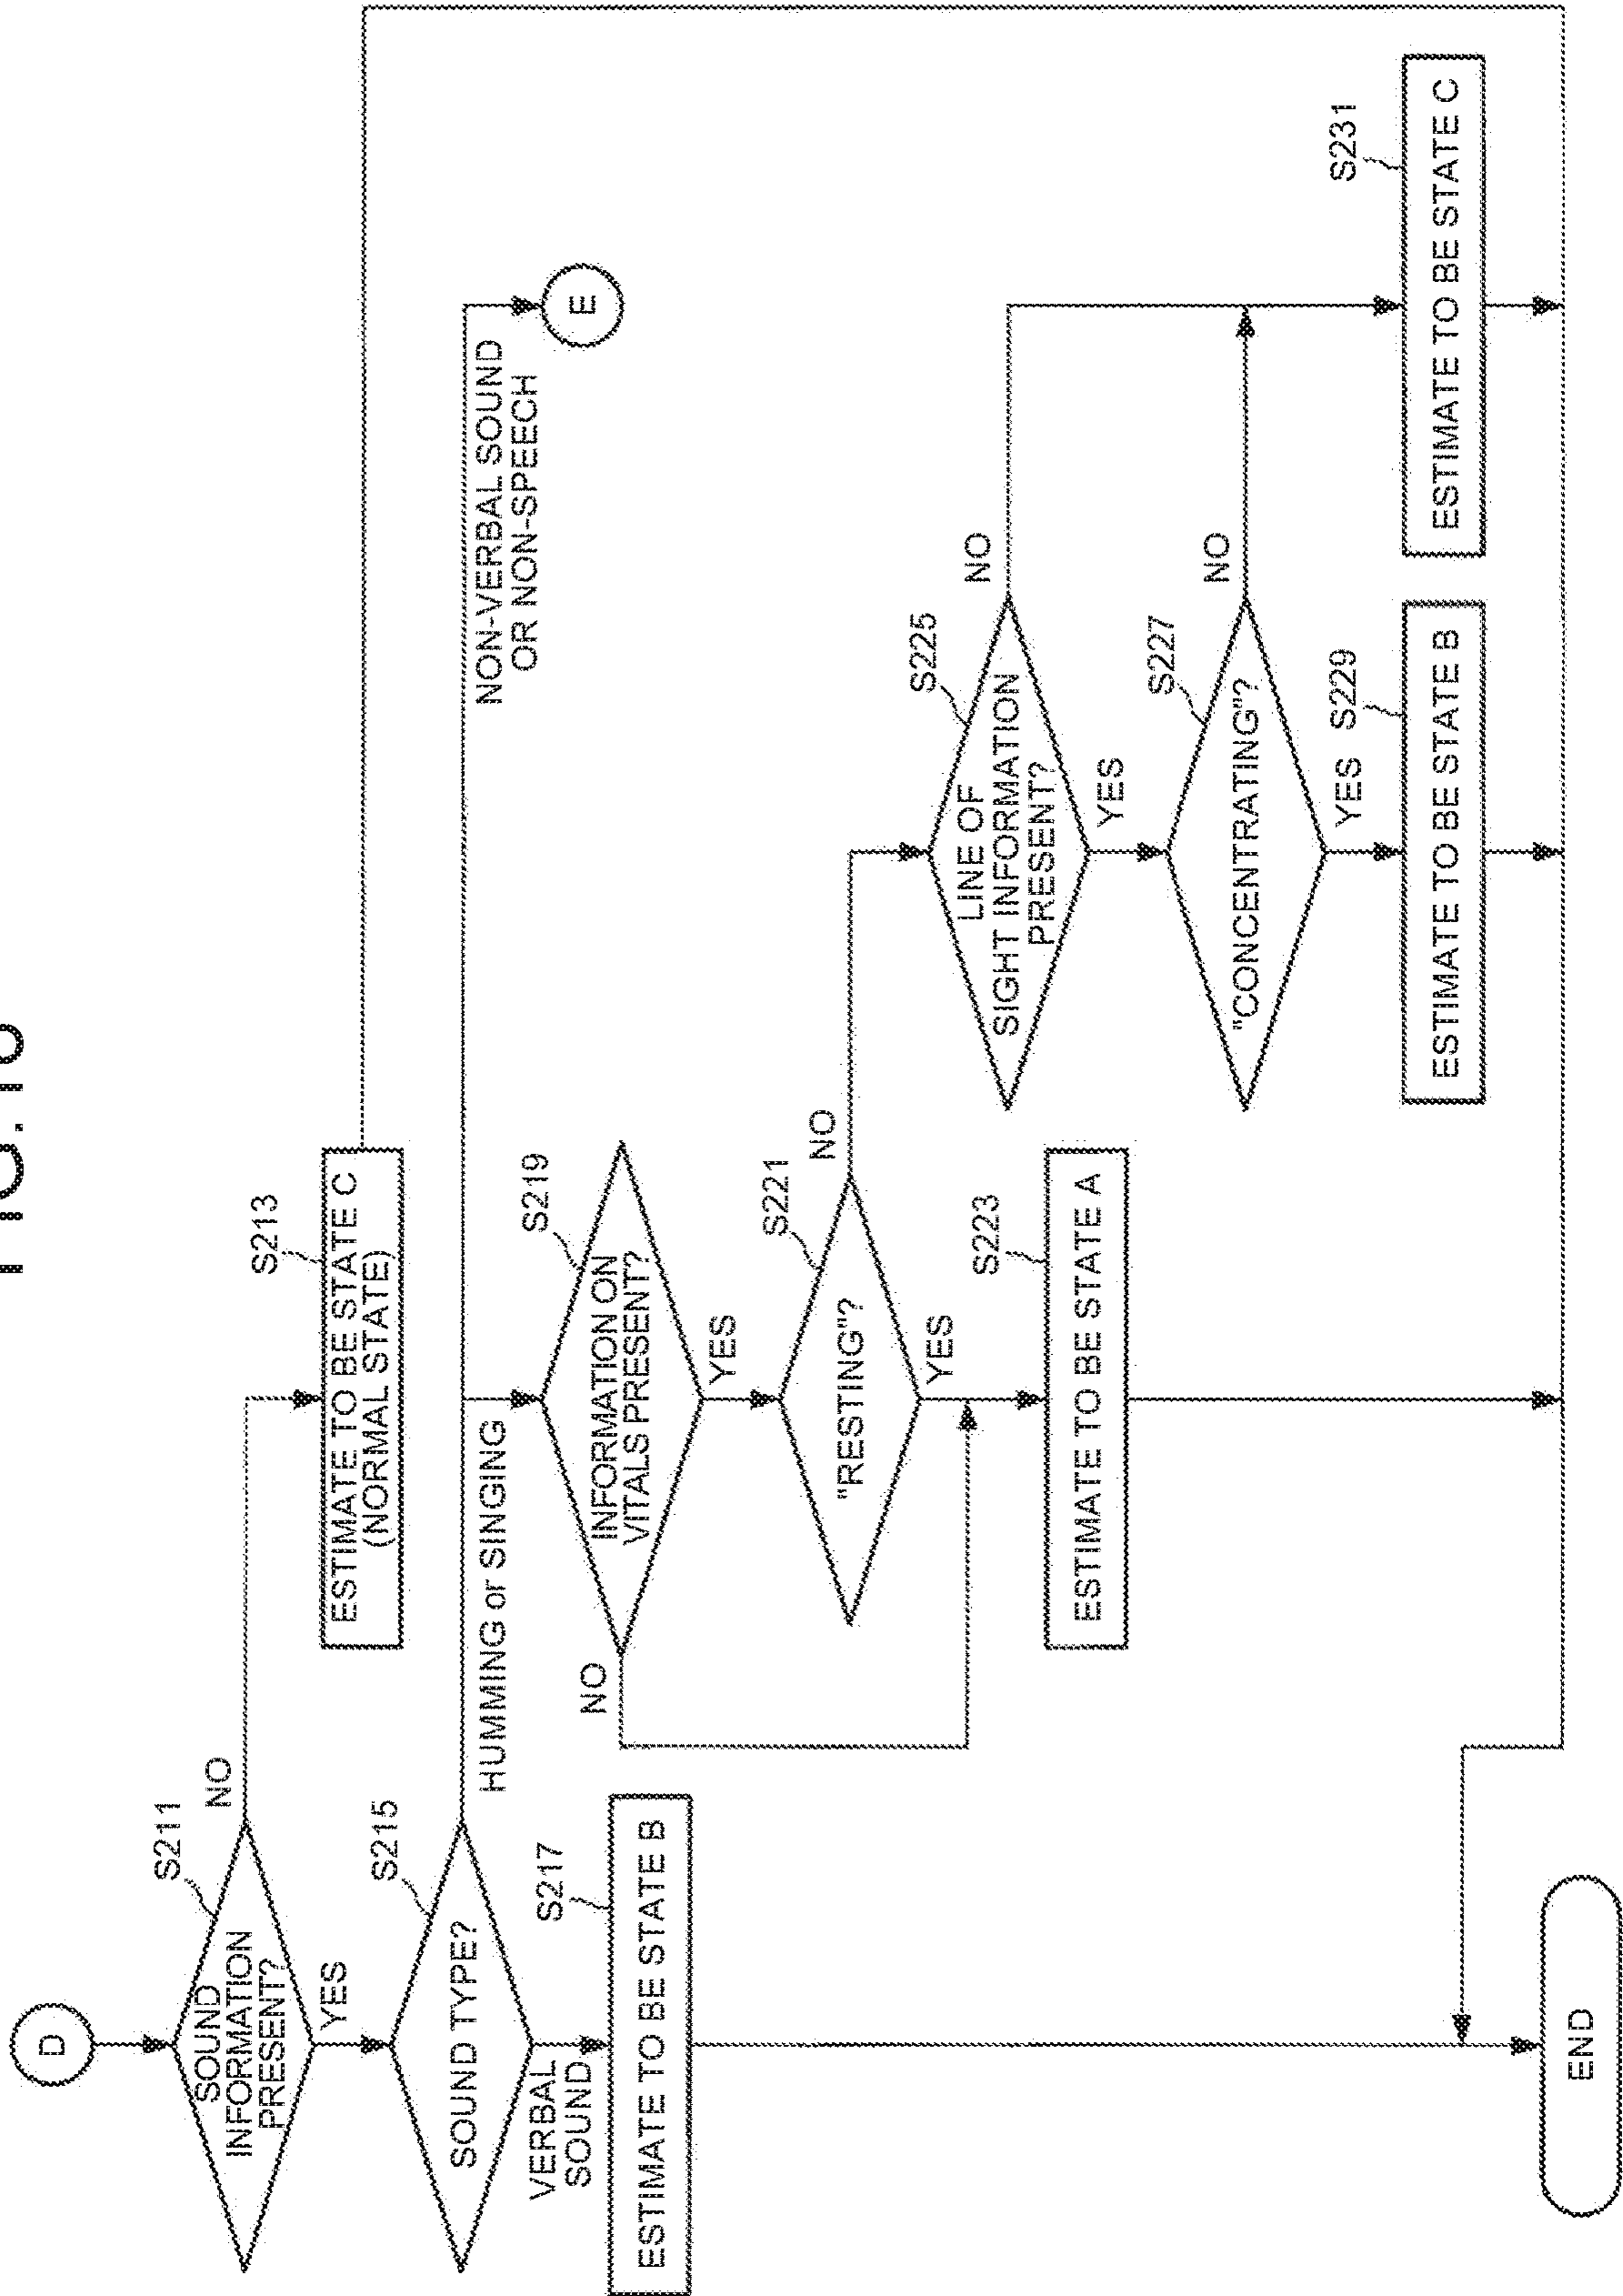 D
S211
SOUND
INFORMATION
PRESENT?
NO
YES
S213
ESTIMATE TO BE STATE C
(NORMAL STATE)
S215
SOUND TYPE?
HUMMING or SINGING
NON-VERBAL SOUND
OR NON-SPEECH
E
VERBAL
SOUND
S217
ESTIMATE TO BE STATE B
S219
INFORMATION ON
VITALS PRESENT?
NO
YES
S221
"RESTING"?
NO
YES
S223
ESTIMATE TO BE STATE A
S225
LINE OF
SIGHT INFORMATION
PRESENT?
NO
YES
S227
"CONCENTRATING"?
NO
YES
S229
ESTIMATE TO BE STATE B
S231
ESTIMATE TO BE STATE C
END